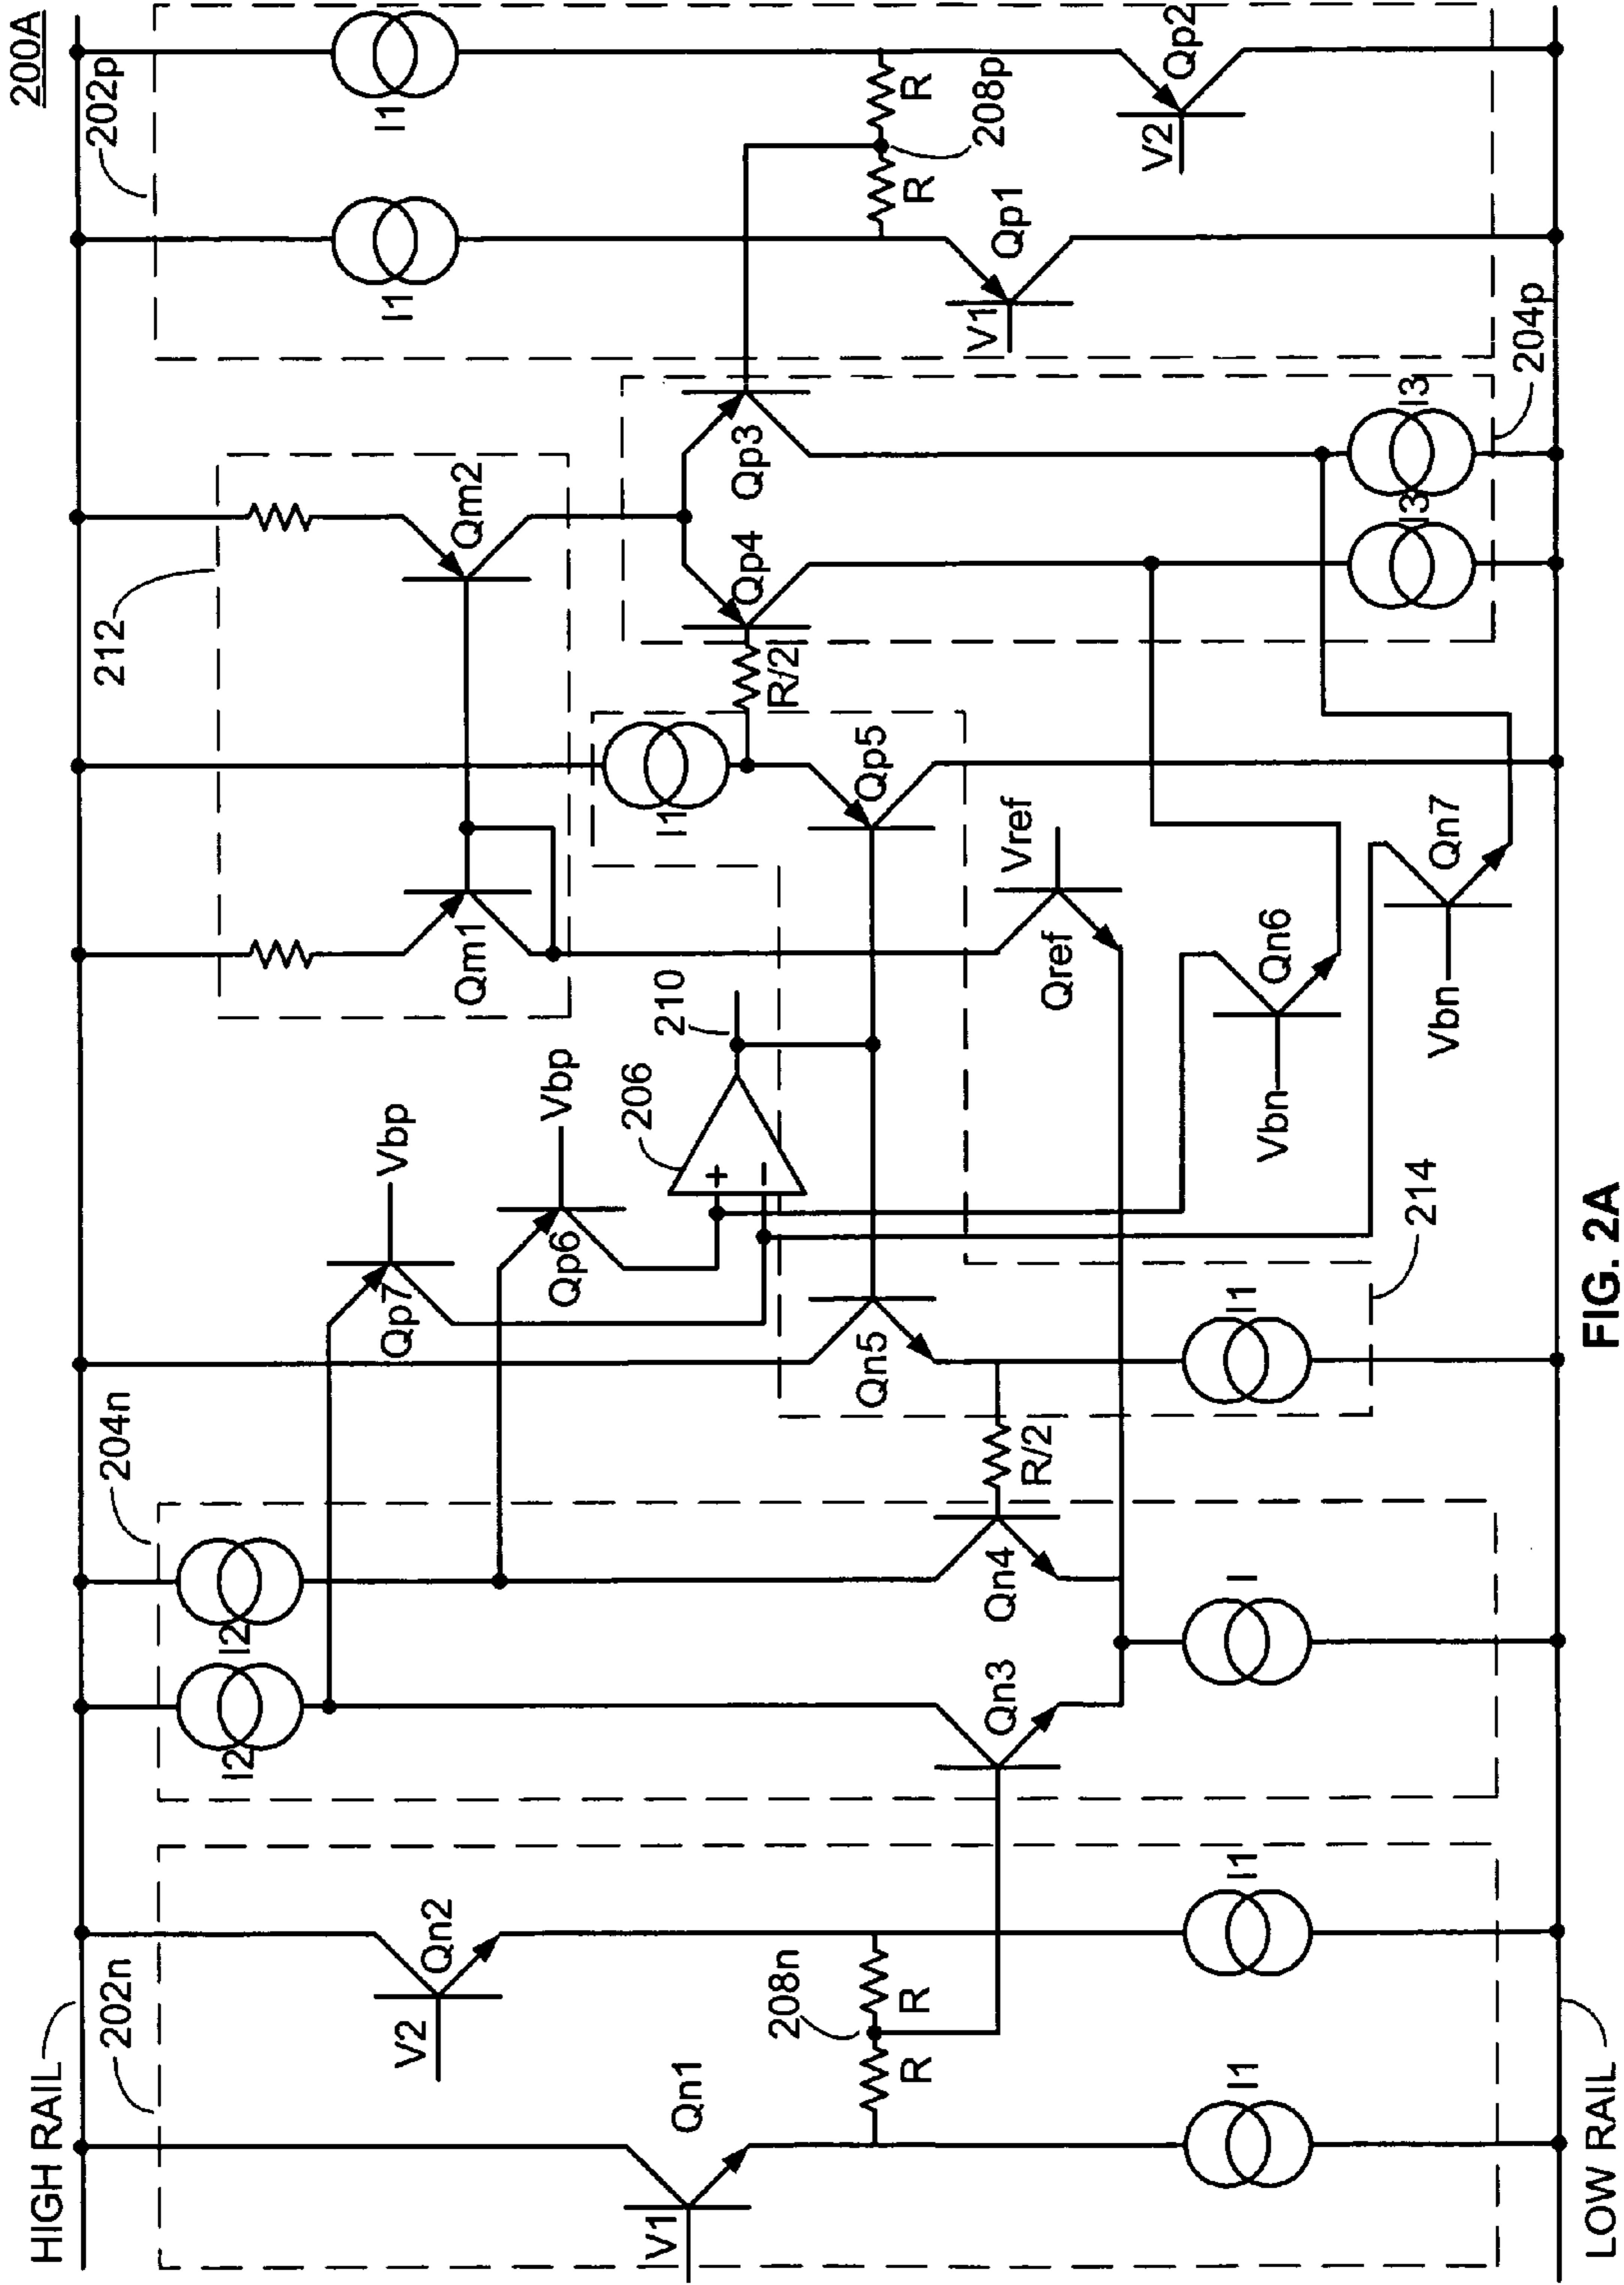 200A
HIGH RAIL
202n
V2
Qn2
V1
Qn1
208n
R
R
I1
I1
LOW RAIL
204n
I2
I2
Qn3
Qn4
I
R/2
Qn5
I1
214
Qp7
Vbp
Qp6
Vbp
206
+
−
210
212
Qm1
Qm2
I1
Qp5
Qref
Vref
Qn6
Vbn
Qn7
Vbn
R/2
Qp4
Qp3
I3
I3
204p
202p
I1
I1
R
R
208p
V1
Qp1
V2
Qp2
FIG. 2A